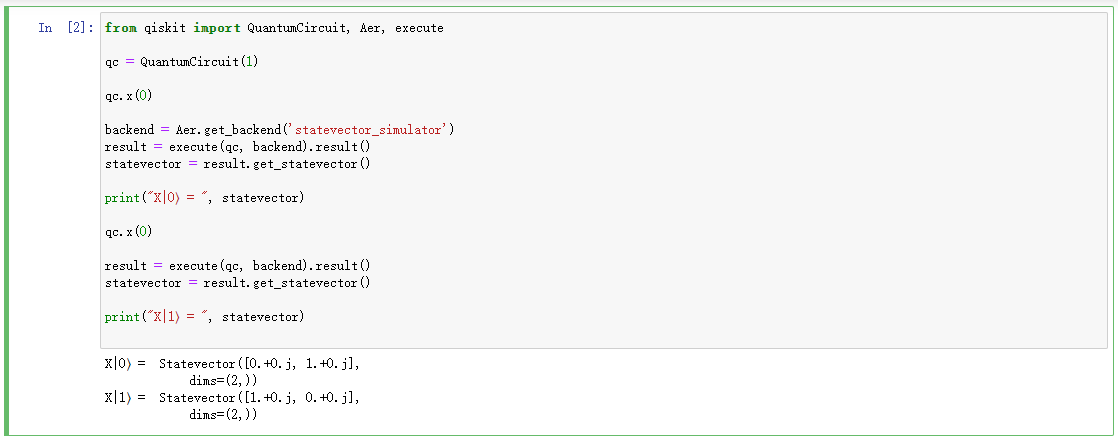 In [2]: from qiskit import QuantumCircuit, Aer, execute
qc = QuantumCircuit(1)
qc.x(0)
backend = Aer.get_backend('statevector_simulator')
result = execute(qc, backend).result()
statevector = result.get_statevector()
print("X|0⟩ = ", statevector)
qc.x(0)
result = execute(qc, backend).result()
statevector = result.get_statevector()
print("X|1⟩ = ", statevector)
X|0⟩ =  Statevector([0.+0.j, 1.+0.j],
            dims=(2,))
X|1⟩ =  Statevector([1.+0.j, 0.+0.j],
            dims=(2,))